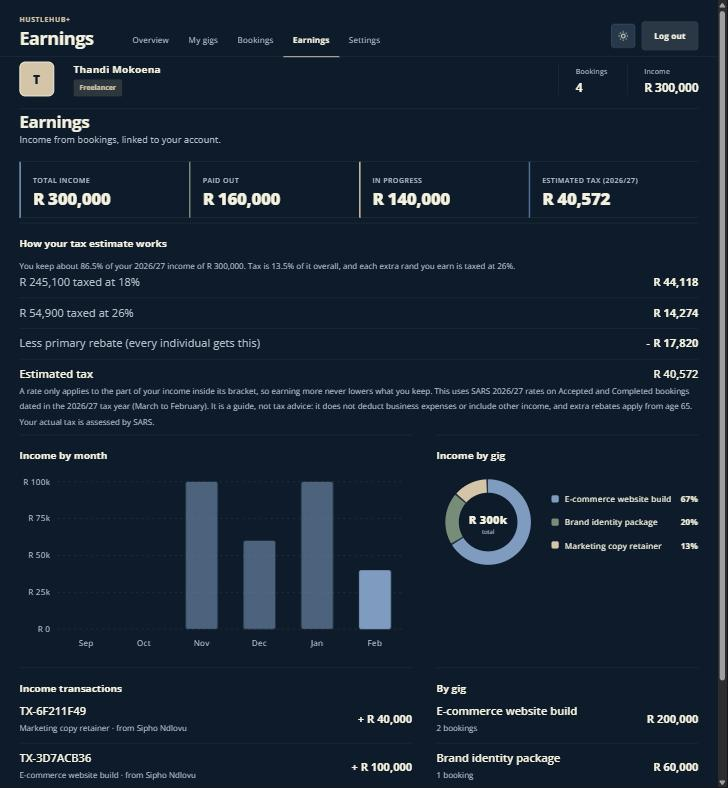 HUSTLEHUB+
Earnings
Overview
My gigs
Bookings
Earnings
Settings
Log out
T
Thandi Mokoena
Freelancer
Bookings
4
Income
R 300,000
Earnings
Income from bookings, linked to your account.
TOTAL INCOME
R 300,000
PAID OUT
R 160,000
IN PROGRESS
R 140,000
ESTIMATED TAX (2026/27)
R 40,572
How your tax estimate works
You keep about 86.5% of your 2026/27 income of R 300,000. Tax is 13.5% of it overall, and each extra rand you earn is taxed at 26%.
R 245,100 taxed at 18% R 44,118
R 54,900 taxed at 26% R 14,274
Less primary rebate (every individual gets this) - R 17,820
Estimated tax R 40,572
A rate only applies to the part of your income inside its bracket, so earning more never lowers what you keep. This uses SARS 2026/27 rates on Accepted and Completed bookings
dated in the 2026/27 tax year (March to February). It is a guide, not tax advice: it does not deduct business expenses or include other income, and extra rebates apply from age 65.
Your actual tax is assessed by SARS.
Income by month
R 100k
R 75k
R 50k
R 25k
R 0
Sep Oct Nov Dec Jan Feb
Income by gig
R 300k
total
E-commerce website build 67%
Brand identity package 20%
Marketing copy retainer 13%
Income transactions
TX-6F211F49
Marketing copy retainer · from Sipho Ndlovu
+ R 40,000
TX-3D7ACB36
E-commerce website build · from Sipho Ndlovu
+ R 100,000
By gig
E-commerce website build
2 bookings
R 200,000
Brand identity package
1 booking
R 60,000